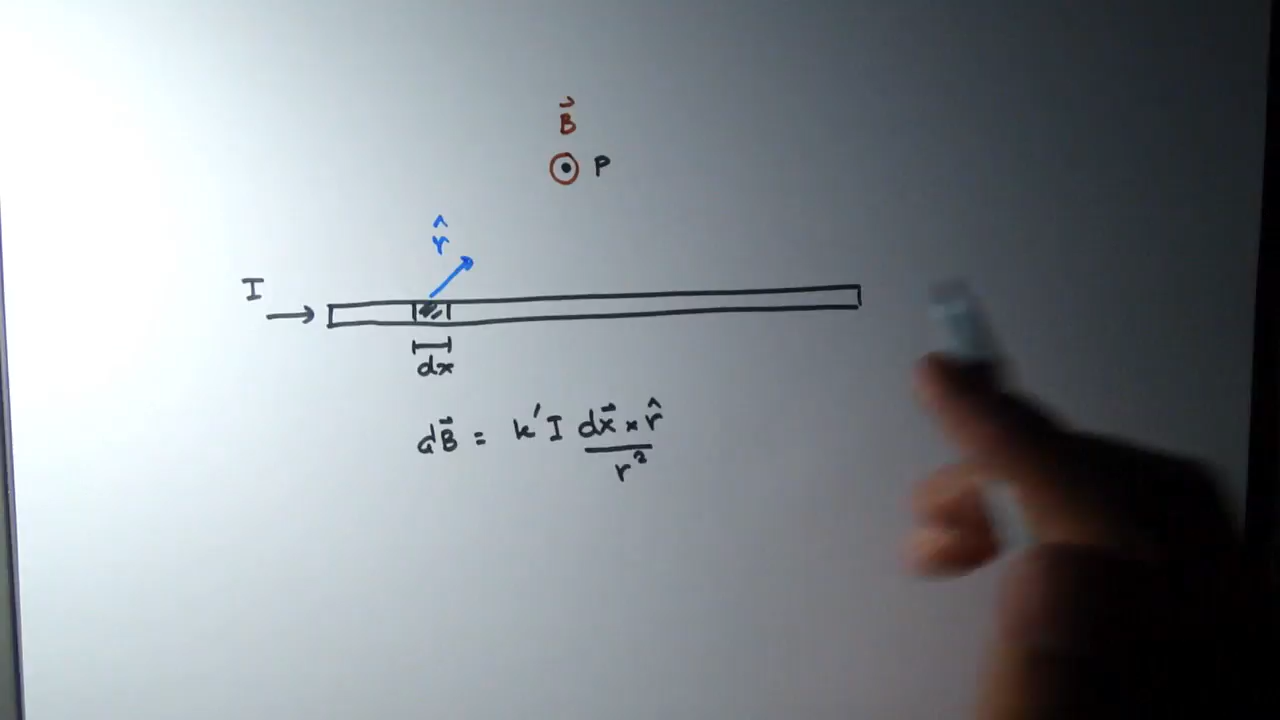 B⃗
P
r̂
I
dx
dB⃗ = k' I dx⃗ × r̂ / r²